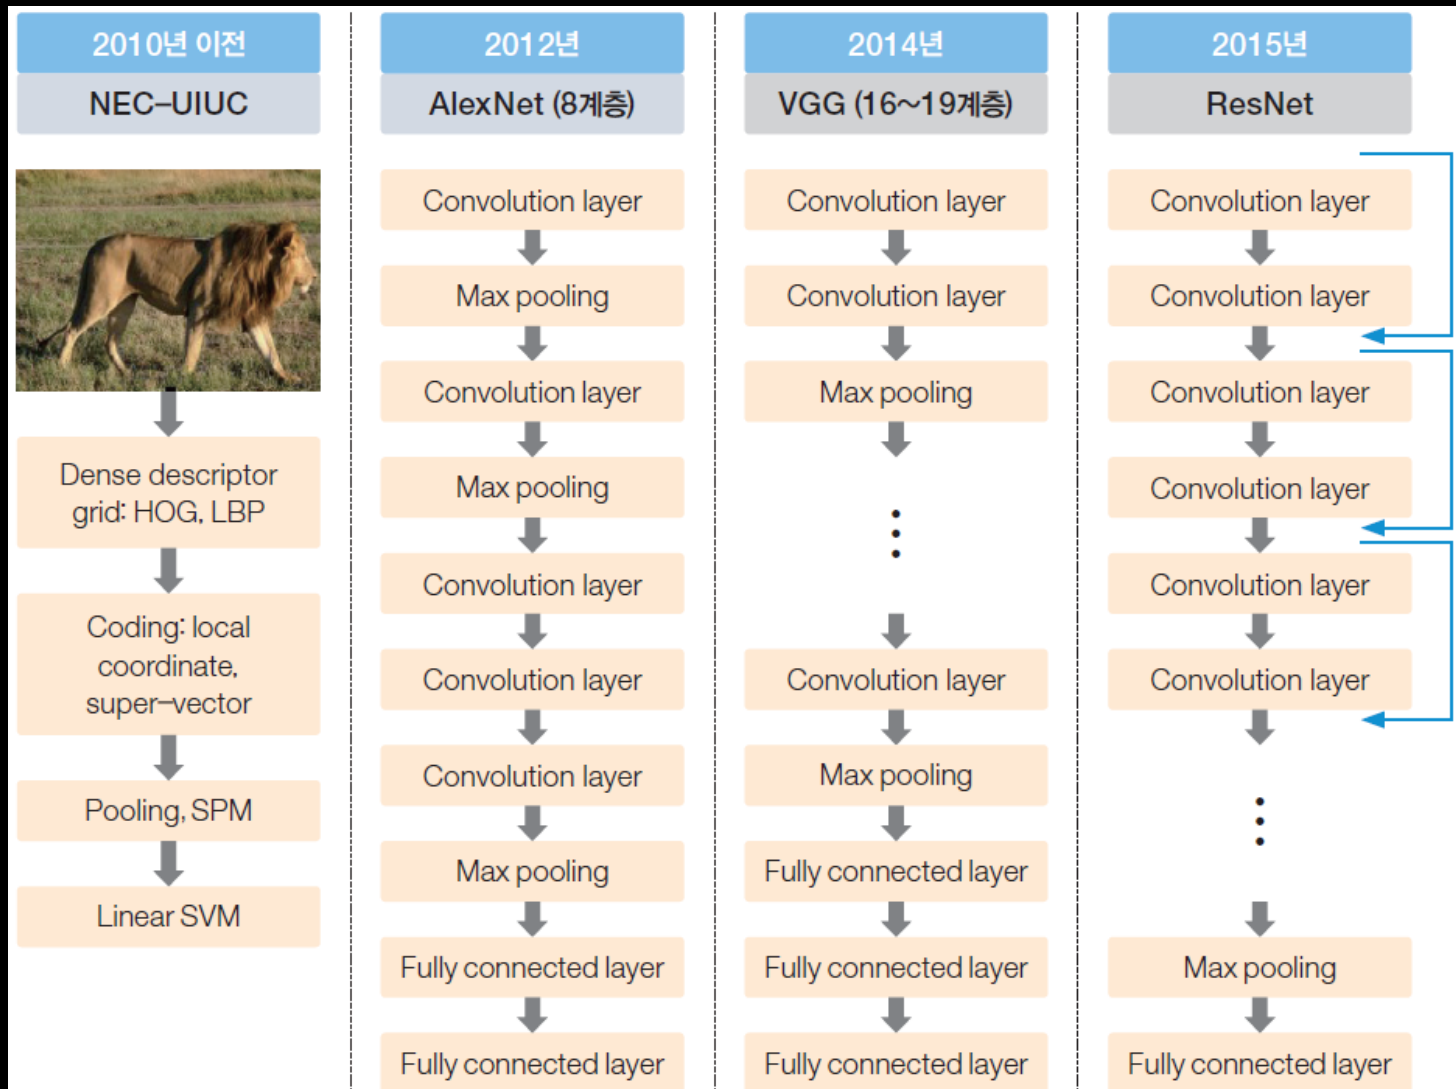 2010년 이전
NEC–UIUC
Dense descriptor
grid: HOG, LBP
Coding: local
coordinate,
super–vector
Pooling, SPM
Linear SVM
2012년
AlexNet (8계층)
Convolution layer
Max pooling
Convolution layer
Max pooling
Convolution layer
Convolution layer
Convolution layer
Max pooling
Fully connected layer
Fully connected layer
2014년
VGG (16～19계층)
Convolution layer
Convolution layer
Max pooling
Convolution layer
Max pooling
Fully connected layer
Fully connected layer
Fully connected layer
2015년
ResNet
Convolution layer
Convolution layer
Convolution layer
Convolution layer
Convolution layer
Convolution layer
Max pooling
Fully connected layer